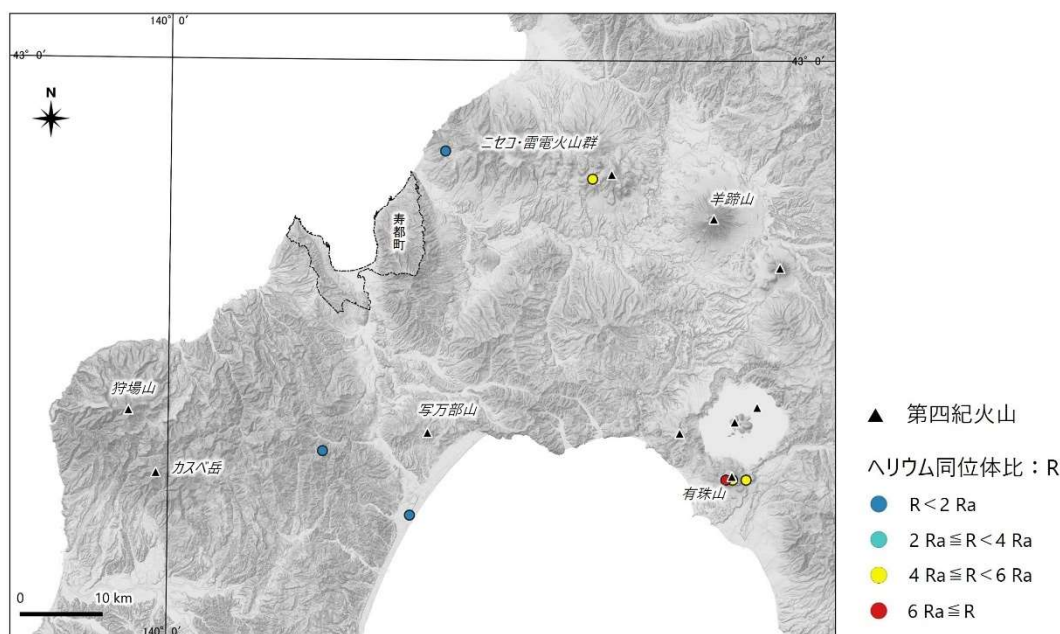 140° 0′
43° 0′
43° 0′
N
ニセコ・雷電火山群
羊蹄山
寿都町
狩場山
写万部山
カスベ岳
有珠山
0 10 km
140° 0′
▲ 第四紀火山
ヘリウム同位体比：R
R＜2 Ra
2 Ra≦R＜4 Ra
4 Ra≦R＜6 Ra
6 Ra≦R